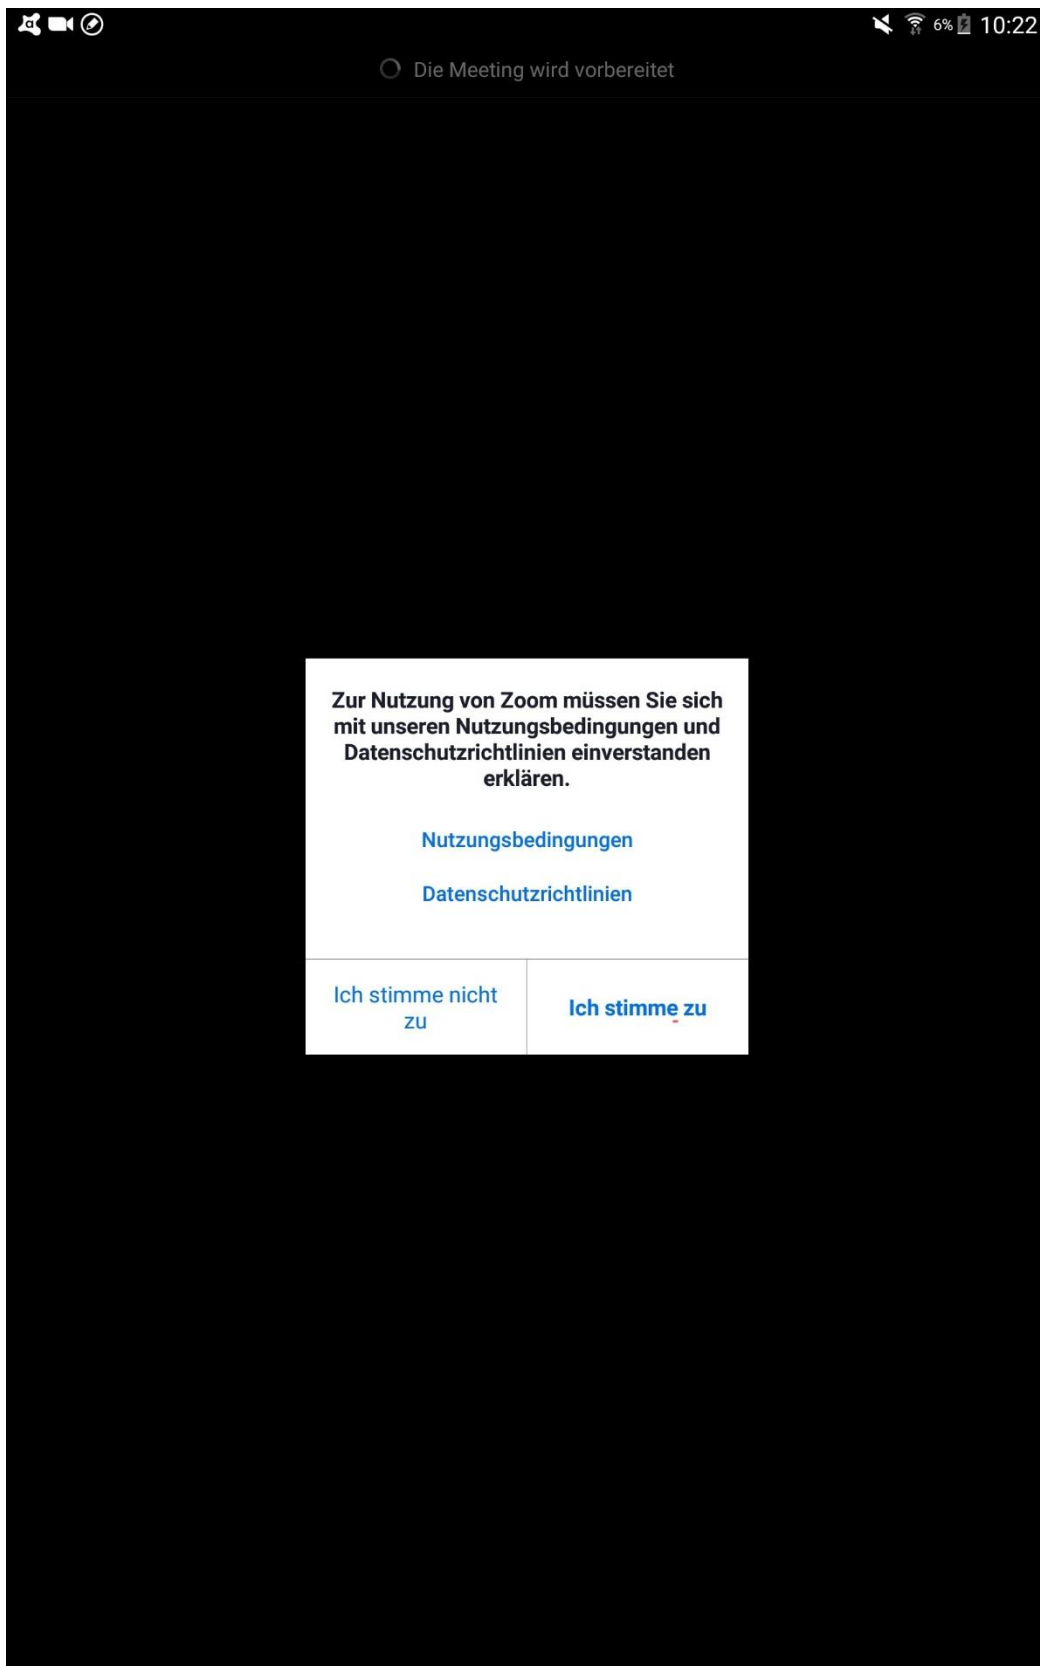 6% 10:22
Die Meeting wird vorbereitet
Zur Nutzung von Zoom müssen Sie sich
mit unseren Nutzungsbedingungen und
Datenschutzrichtlinien einverstanden
erklären.
Nutzungsbedingungen
Datenschutzrichtlinien
Ich stimme nicht
zu
Ich stimme zu